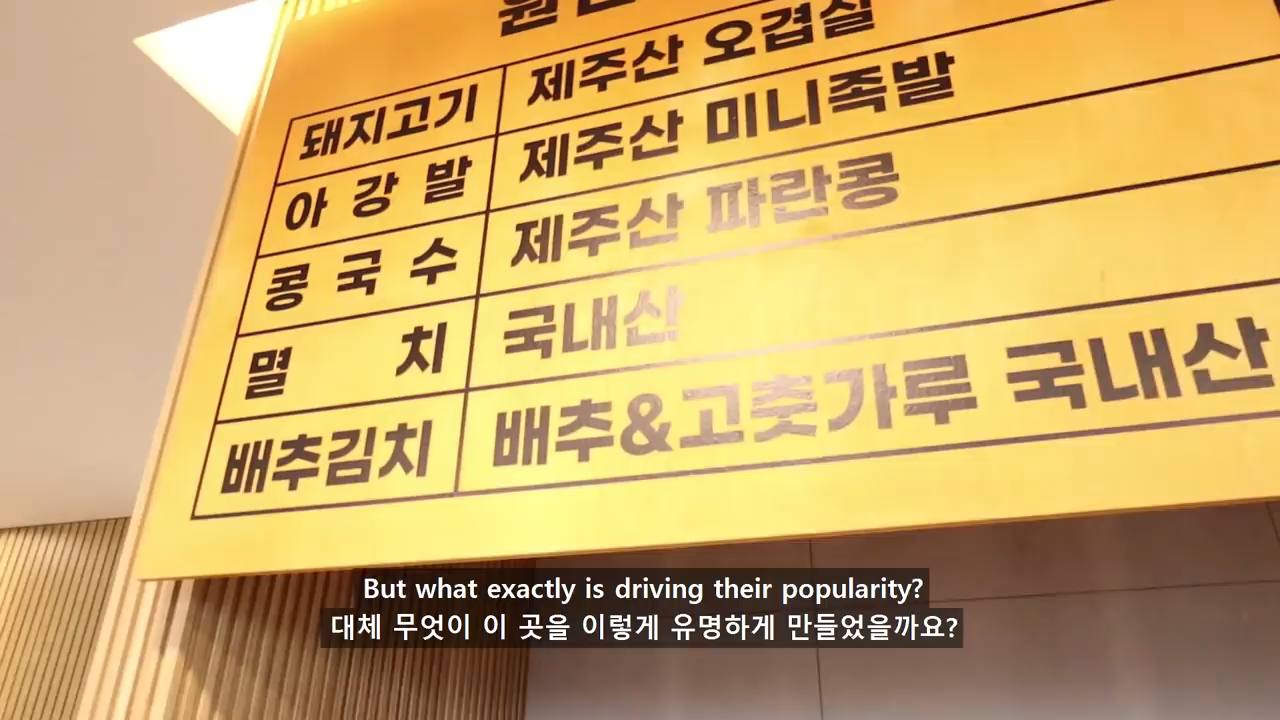 돼지고기 제주산 오겹살
아강발 제주산 미니족발
콩국수 제주산 파란콩
멸치 국내산
배추김치 배추&고춧가루 국내산
But what exactly is driving their popularity?
대체 무엇이 이 곳을 이렇게 유명하게 만들었을까요?